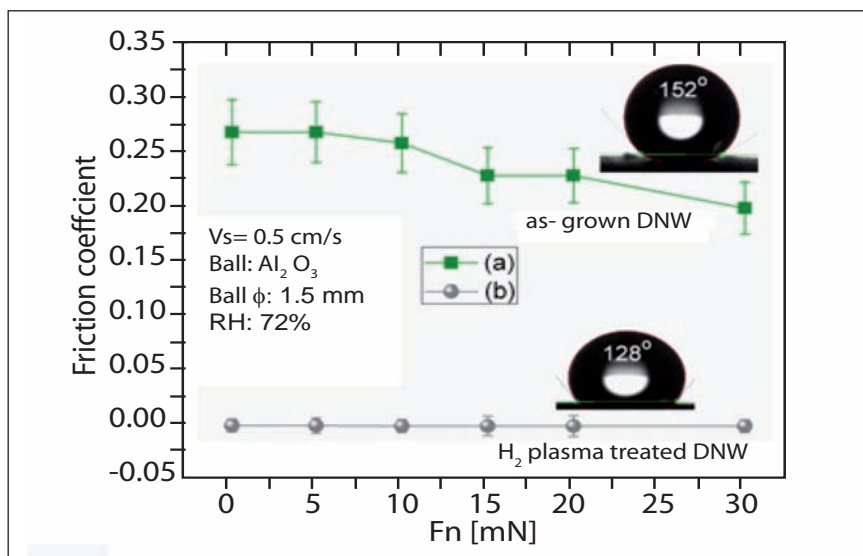 0.35
0.30
0.25
0.20
0.15
0.10
0.05
0.00
-0.05
Friction coeffcient
152°
as- grown DNW
Vs= 0.5 cm/s
Ball: Al₂ O₃
Ball ϕ: 1.5 mm
RH: 72%
(a)
(b)
128°
H₂ plasma treated DNW
0 5 10 15 20 25 30
Fn [mN]